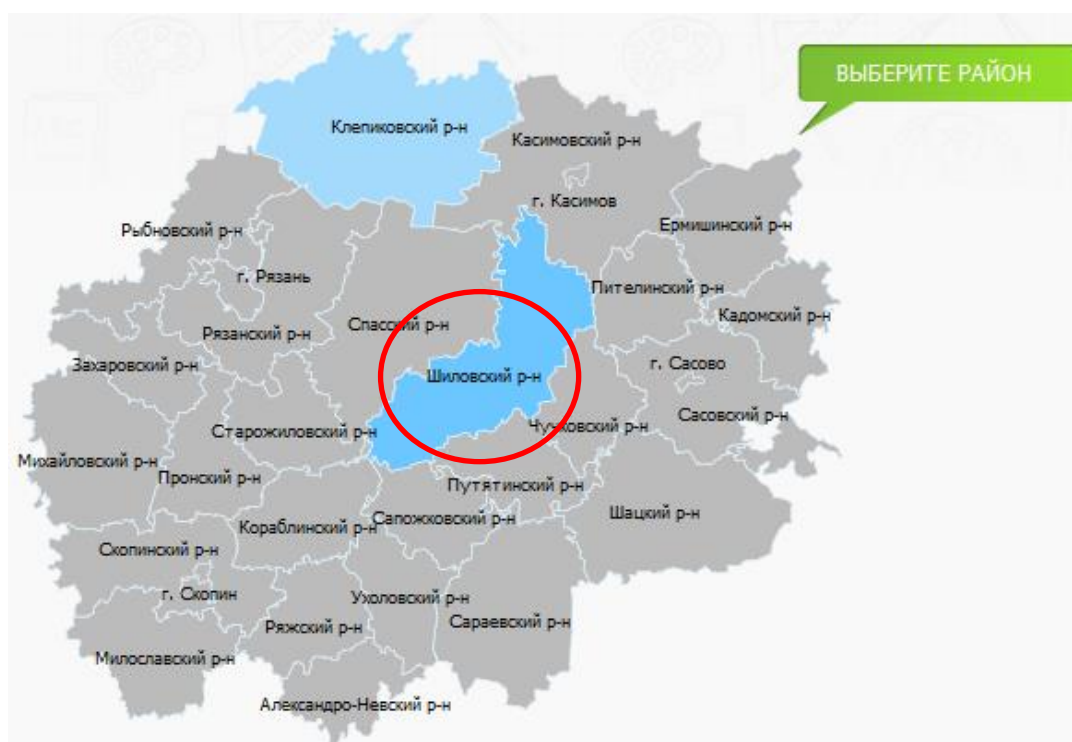 ВЫБЕРИТЕ РАЙОН
Клепиковский р-н
Касимовский р-н
г. Касимов
Ермишинский р-н
Рыбновский р-н
г. Рязань
Пителинский р-н
Кадомский р-н
Спасский р-н
Рязанский р-н
Захаровский р-н
г. Сасово
Шиловский р-н
Сасовский р-н
Чучковский р-н
Старожиловский р-н
Михайловский р-н
Пронский р-н
Путятинский р-н
Шацкий р-н
Сапожковский р-н
Кораблинский р-н
Скопинский р-н
г. Скопин
Ухоловский р-н
Сараевский р-н
Ряжский р-н
Милославский р-н
Александро-Невский р-н